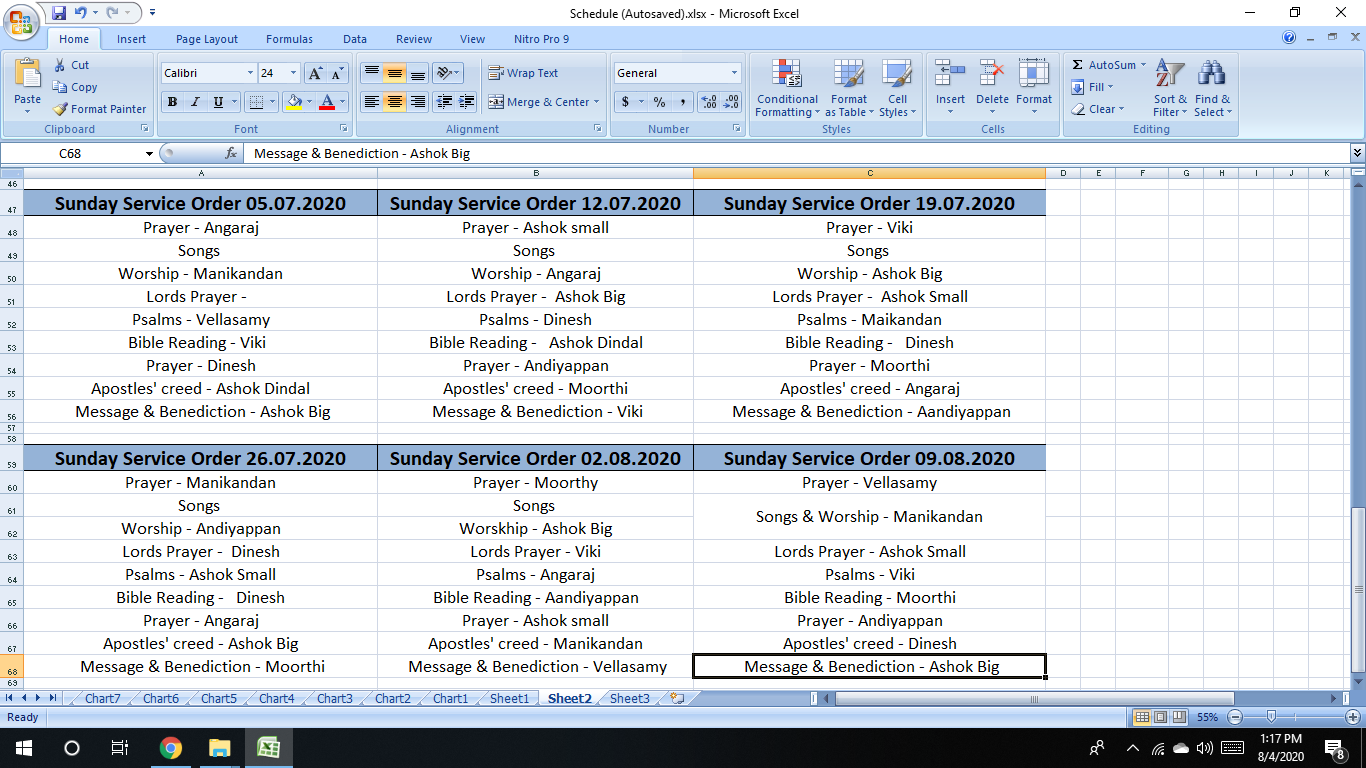 Schedule (Autosaved).xlsx - Microsoft Excel
Home Insert Page Layout Formulas Data Review View Nitro Pro 9
Paste
Cut
Copy
Format Painter
Clipboard
Calibri 24
B I U
Font
Wrap Text
Merge & Center
Alignment
General
$ % ,
Number
Conditional Formatting
Format as Table
Cell Styles
Styles
Insert Delete Format
Cells
Σ AutoSum
Fill
Clear
Sort & Filter
Find & Select
Editing
C68 fx Message & Benediction - Ashok Big
A B C D E F G H I J K
46
47 Sunday Service Order 05.07.2020 Sunday Service Order 12.07.2020 Sunday Service Order 19.07.2020
48 Prayer - Angaraj Prayer - Ashok small Prayer - Viki
49 Songs Songs Songs
50 Worship - Manikandan Worship - Angaraj Worship - Ashok Big
51 Lords Prayer - Lords Prayer - Ashok Big Lords Prayer - Ashok Small
52 Psalms - Vellasamy Psalms - Dinesh Psalms - Maikandan
53 Bible Reading - Viki Bible Reading - Ashok Dindal Bible Reading - Dinesh
54 Prayer - Dinesh Prayer - Andiyappan Prayer - Moorthi
55 Apostles' creed - Ashok Dindal Apostles' creed - Moorthi Apostles' creed - Angaraj
56 Message & Benediction - Ashok Big Message & Benediction - Viki Message & Benediction - Aandiyappan
57
58
59 Sunday Service Order 26.07.2020 Sunday Service Order 02.08.2020 Sunday Service Order 09.08.2020
60 Prayer - Manikandan Prayer - Moorthy Prayer - Vellasamy
61 Songs Songs
Songs & Worship - Manikandan
62 Worship - Andiyappan Workship - Ashok Big
63 Lords Prayer - Dinesh Lords Prayer - Viki Lords Prayer - Ashok Small
64 Psalms - Ashok Small Psalms - Angaraj Psalms - Viki
65 Bible Reading - Dinesh Bible Reading - Aandiyappan Bible Reading - Moorthi
66 Prayer - Angaraj Prayer - Ashok small Prayer - Andiyappan
67 Apostles' creed - Ashok Big Apostles' creed - Manikandan Apostles' creed - Dinesh
68 Message & Benediction - Moorthi Message & Benediction - Vellasamy Message & Benediction - Ashok Big
69
Chart7 Chart6 Chart5 Chart4 Chart3 Chart2 Chart1 Sheet1 Sheet2 Sheet3
Ready 55%
1:17 PM
8/4/2020
8